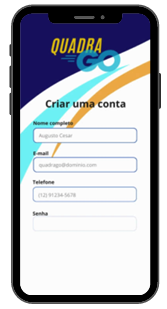 QUADRA
GO
Criar uma conta
Nome completo
Augusto Cesar
E-mail
quadrago@dominio.com
Telefone
(12) 91234-5678
Senha